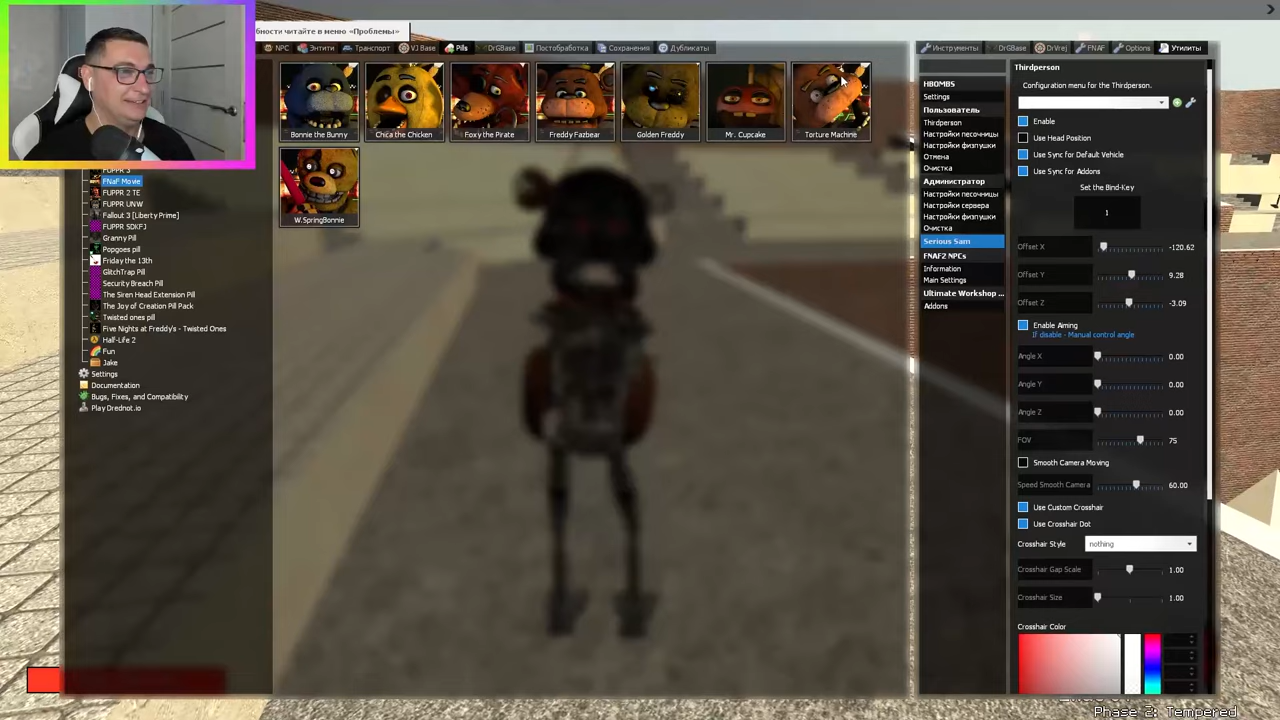 бности читайте в меню «Проблемы»
NPC
Энтити
Транспорт
VJ Base
Pills
DrGBase
Постобработка
Сохранения
Дубликаты
Bonnie the Bunny
Chica the Chicken
Foxy the Pirate
Freddy Fazbear
Golden Freddy
Mr. Cupcake
Torture Machine
W.SpringBonnie
FUPPR 3
FNaF Movie
FUPPR 2 TE
FUPPR UNW
Fallout 3 [Liberty Prime]
FUPPR SDKFJ
Granny Pill
Popgoes pill
Friday the 13th
GlitchTrap Pill
Security Breach Pill
The Siren Head Extension Pill
The Joy of Creation Pill Pack
Twisted ones pill
Five Nights at Freddy's - Twisted Ones
Half-Life 2
Fun
Jake
Settings
Documentation
Bugs, Fixes, and Compatibility
Play Drednot.io
Инструменты
DrGBase
DrVrej
FNAF
Options
Утилиты
HBOMBS
Settings
Пользователь
Thirdperson
Настройки песочницы
Настройки физпушки
Отмена
Очистка
Администратор
Настройки песочницы
Настройки сервера
Настройки физпушки
Очистка
Serious Sam
FNAF2 NPCs
Information
Main Settings
Ultimate Workshop ...
Addons
Thirdperson
Configuration menu for the Thirdperson.
Enable
Use Head Position
Use Sync for Default Vehicle
Use Sync for Addons
Set the Bind-Key
1
Offset X -120.62
Offset Y 9.28
Offset Z -3.09
Enable Aiming
If disable - Manual control angle
Angle X 0.00
Angle Y 0.00
Angle Z 0.00
FOV 75
Smooth Camera Moving
Speed Smooth Camera 60.00
Use Custom Crosshair
Use Crosshair Dot
Crosshair Style nothing
Crosshair Gap Scale 1.00
Crosshair Size 1.00
Crosshair Color
Phase 2: Tempered